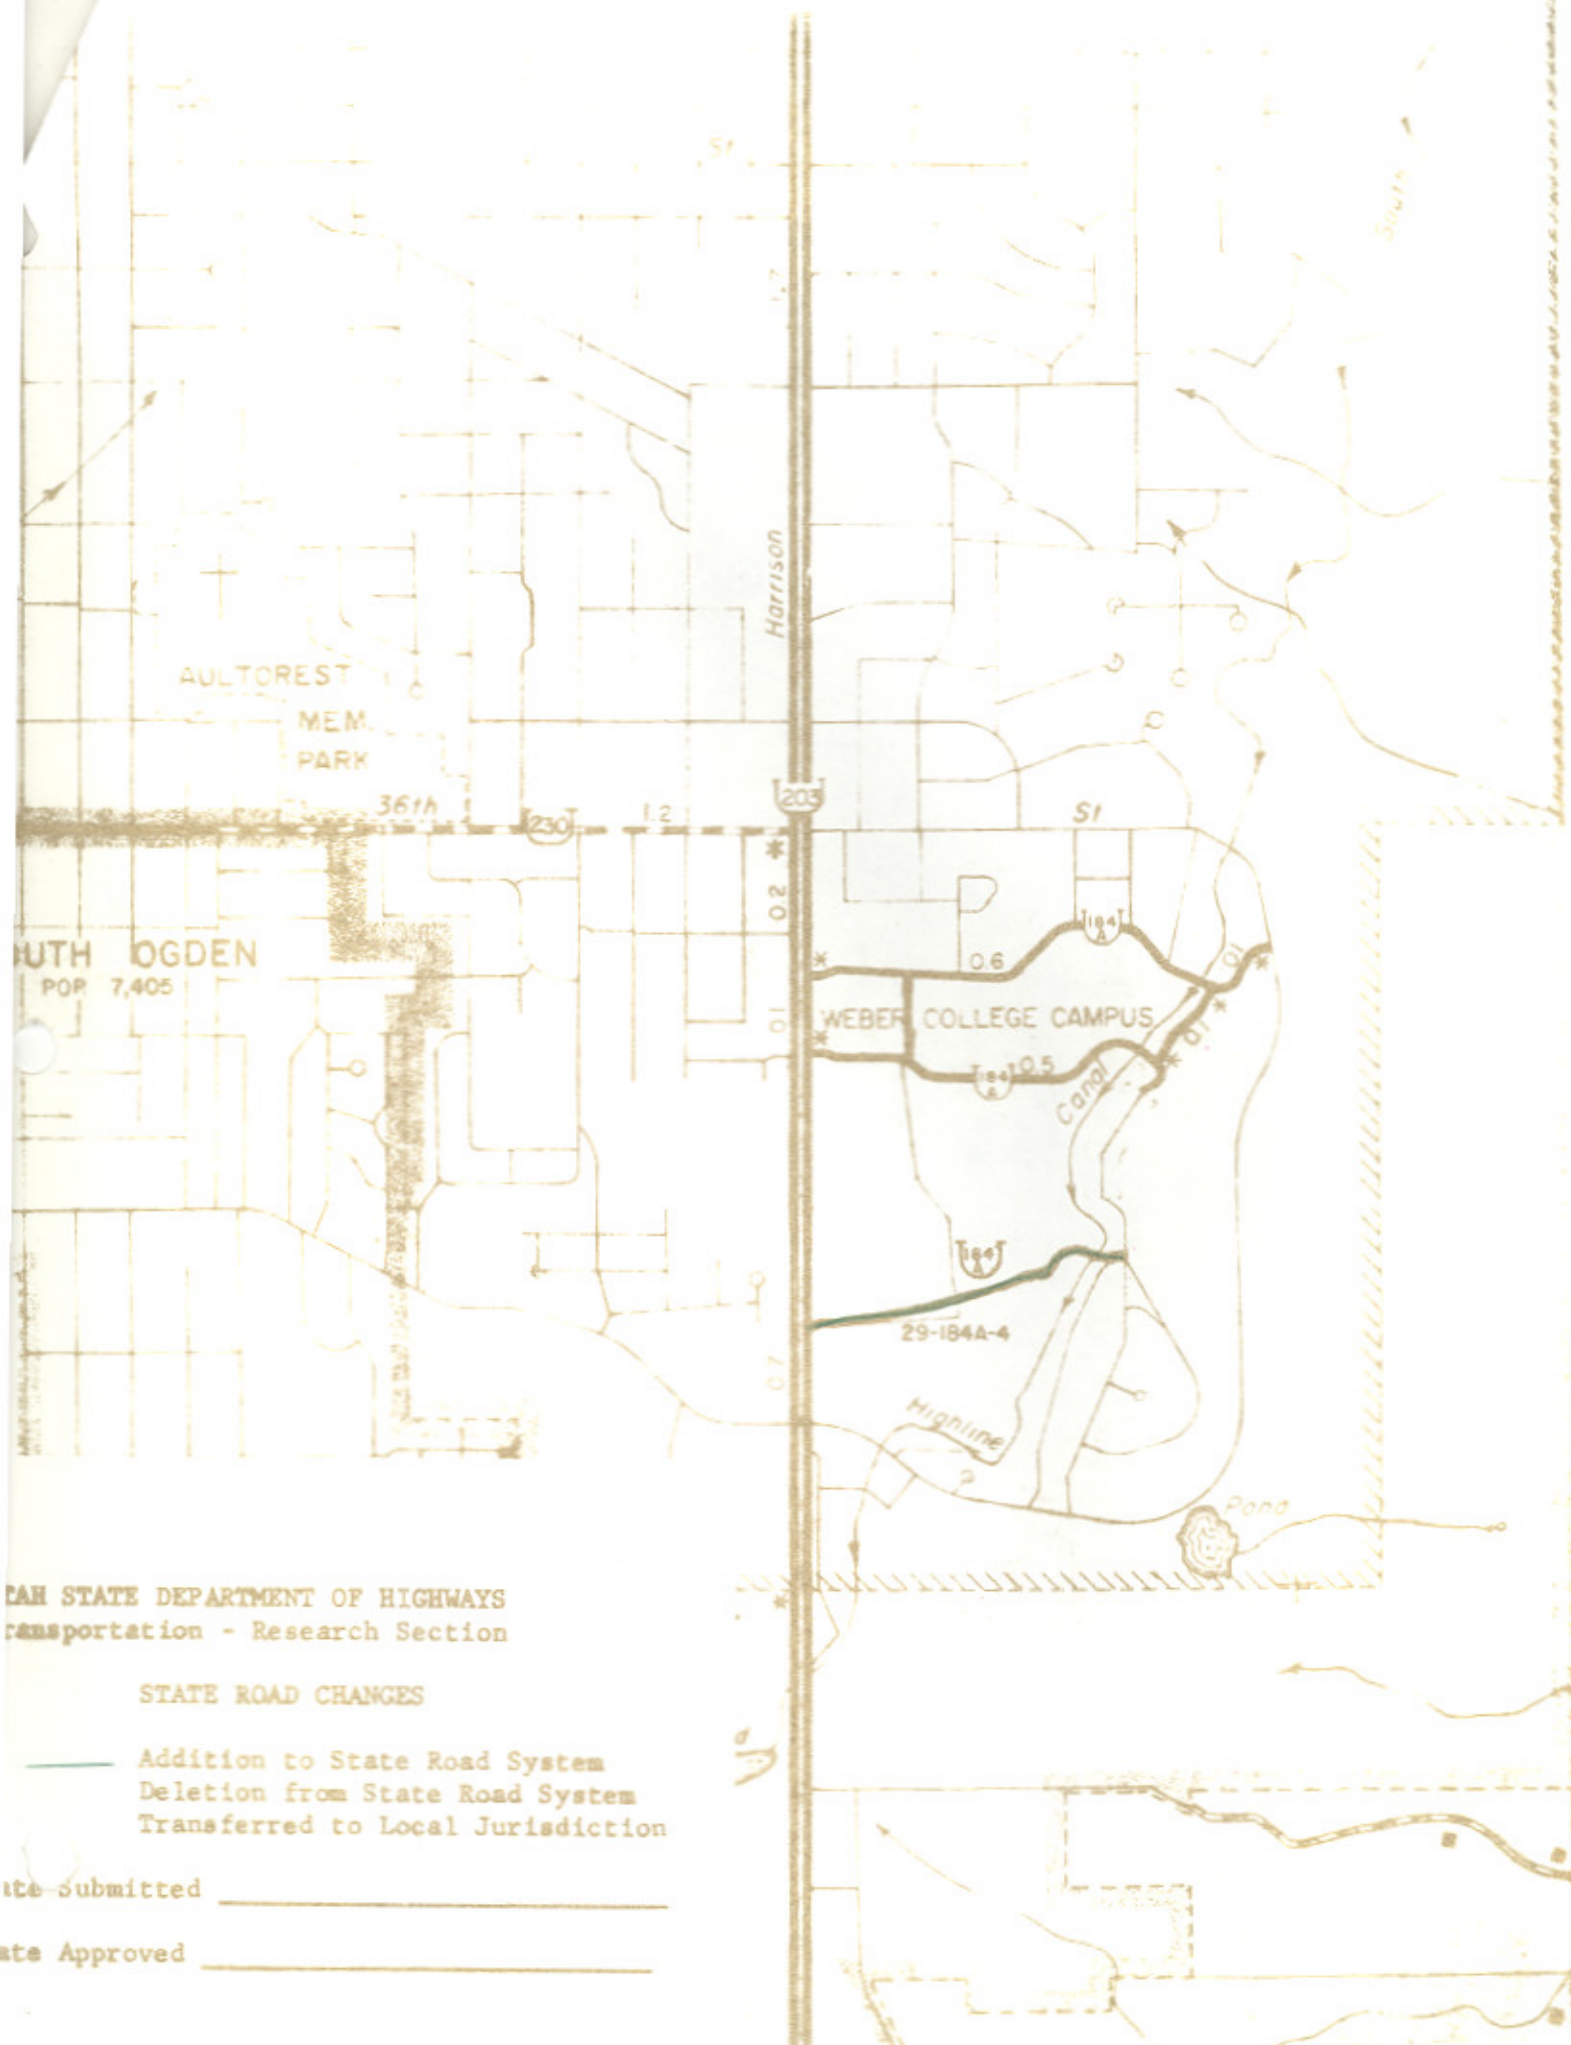 St
South
1.7
Harrison
AULTOREST
MEM.
PARK
203
36th
230
1.2
St
0.2
184
A
UTH OGDEN
POP. 7,405
0.6
0.1
0.1
WEBER COLLEGE CAMPUS
0.1
184
A
0.5
Canal
184
A
29-184A-4
0.7
Highline
Pond
TAH STATE DEPARTMENT OF HIGHWAYS
ransportation - Research Section
STATE ROAD CHANGES
Addition to State Road System
Deletion from State Road System
Transferred to Local Jurisdiction
ate Submitted
ate Approved